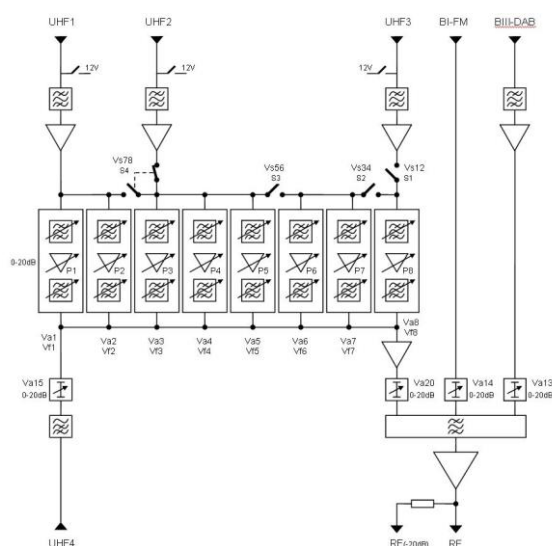 UHF1 UHF2 UHF3 BI-FM BIII-DAB
12V 12V 12V
Vs78 Vs56 Vs34 Vs12
S4 S3 S2 S1
0-20dB P1 P2 P3 P4 P5 P6 P7 P8
Va1 Va2 Va3 Va4 Va5 Va6 Va7 Va8
Vf1 Vf2 Vf3 Vf4 Vf5 Vf6 Vf7 Vf8
Va15 Va20 Va14 Va13
0-20dB 0-20dB 0-20dB 0-20dB
UHF4 RF(-20dB) RF